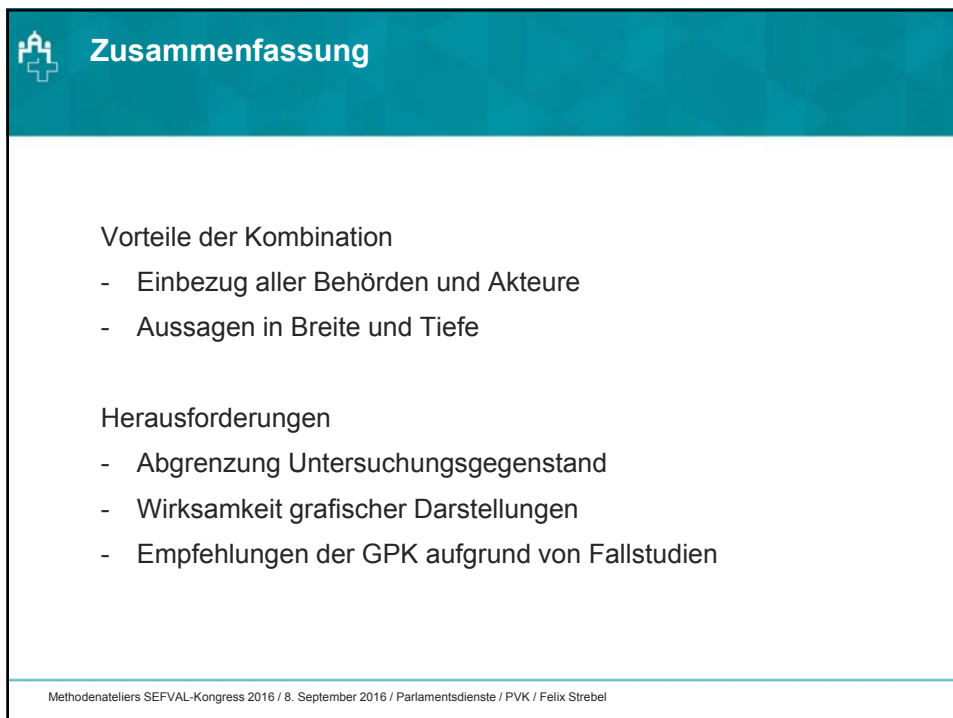 Zusammenfassung
Vorteile der Kombination
- Einbezug aller Behörden und Akteure
- Aussagen in Breite und Tiefe
Herausforderungen
- Abgrenzung Untersuchungsgegenstand
- Wirksamkeit grafischer Darstellungen
- Empfehlungen der GPK aufgrund von Fallstudien
Methodenateliers SEFVAL-Kongress 2016 / 8. September 2016 / Parlamentsdienste / PVK / Felix Strebel